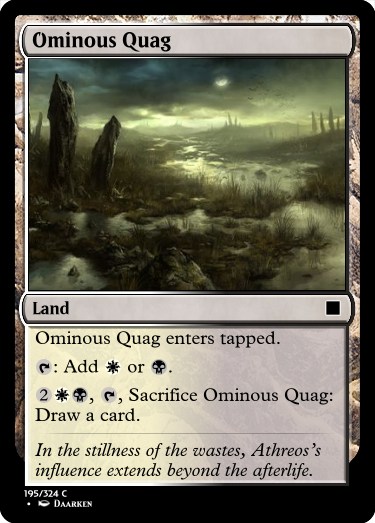 Ominous Quag
Land
Ominous Quag enters tapped.
: Add or .
2 , , Sacrifice Ominous Quag:
Draw a card.
In the stillness of the wastes, Athreos's
influence extends beyond the afterlife.
195/324 C
• Daarken